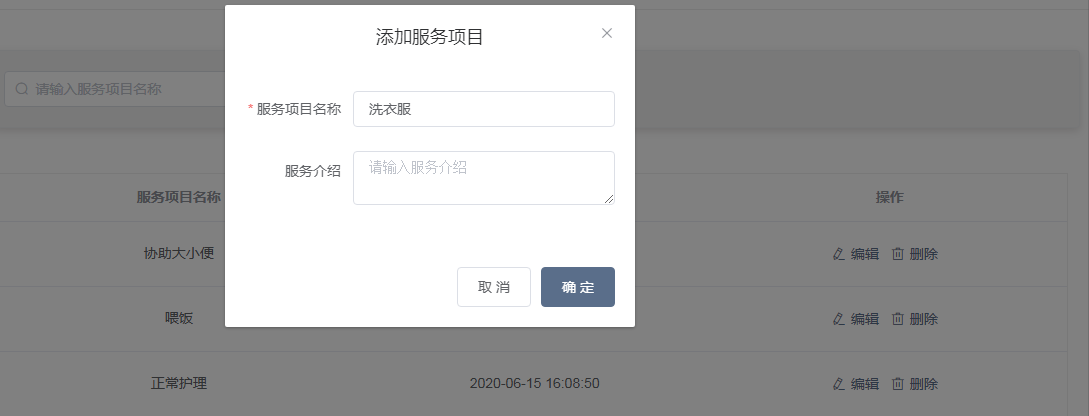 添加服务项目
请输入服务项目名称
* 服务项目名称 洗衣服
服务介绍 请输入服务介绍
服务项目名称 操作
协助大小便 编辑 删除
取消 确定
喂饭 编辑 删除
正常护理 2020-06-15 16:08:50 编辑 删除